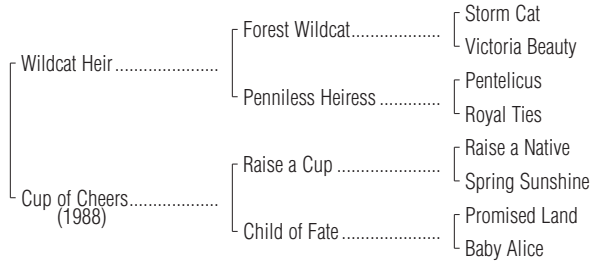 Storm Cat
Forest Wildcat....................
Victoria Beauty
Wildcat Heir.......................
Pentelicus
Penniless Heiress.............
Royal Ties
Raise a Native
Raise a Cup.......................
Spring Sunshine
Cup of Cheers....................
(1988)
Promised Land
Child of Fate......................
Baby Alice